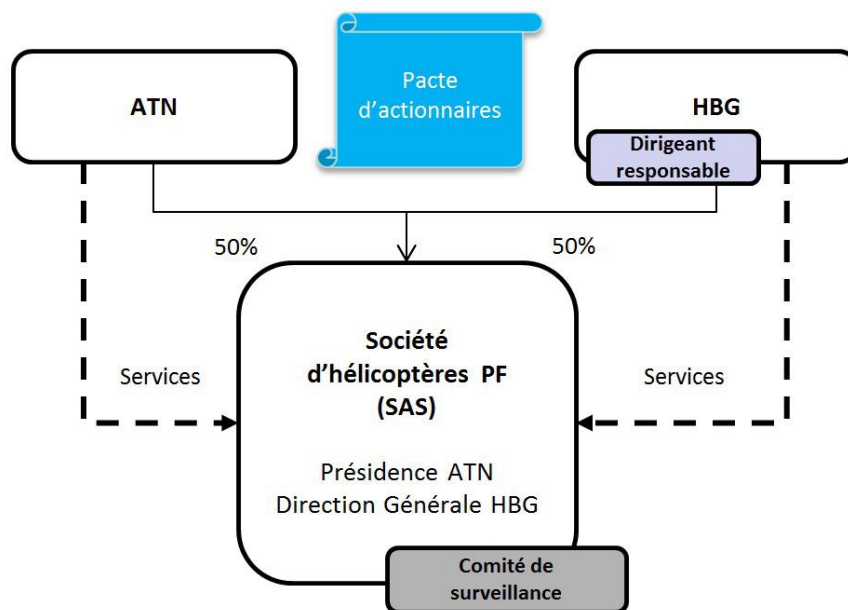 ATN
Pacte
d'actionnaires
HBG
Dirigeant
responsable
50%
50%
Société
d'hélicoptères PF
(SAS)
Services
Services
Présidence ATN
Direction Générale HBG
Comité de
surveillance